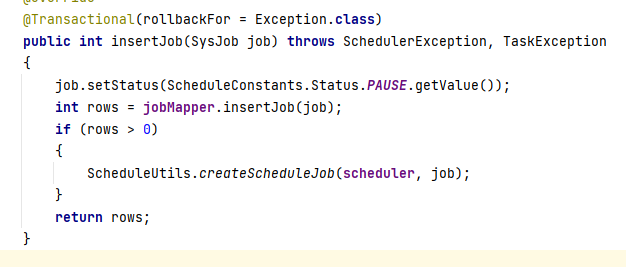 @Override
@Transactional(rollbackFor = Exception.class)
public int insertJob(SysJob job) throws SchedulerException, TaskException
{
    job.setStatus(ScheduleConstants.Status.PAUSE.getValue());
    int rows = jobMapper.insertJob(job);
    if (rows > 0)
    {
        ScheduleUtils.createScheduleJob(scheduler, job);
    }
    return rows;
}